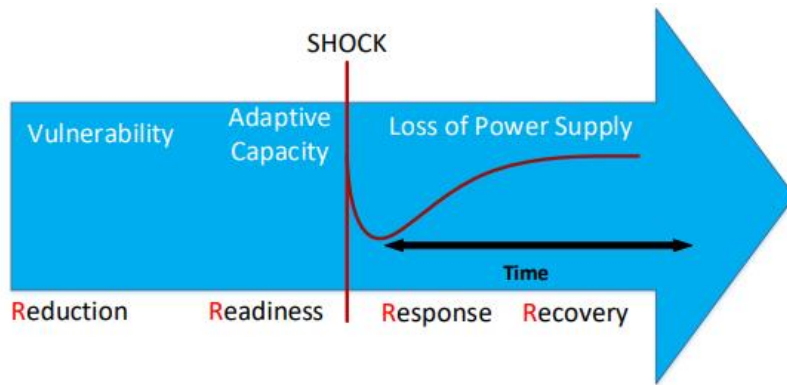 SHOCK
Vulnerability
Adaptive
Capacity
Loss of Power Supply
Time
Reduction
Readiness
Response
Recovery